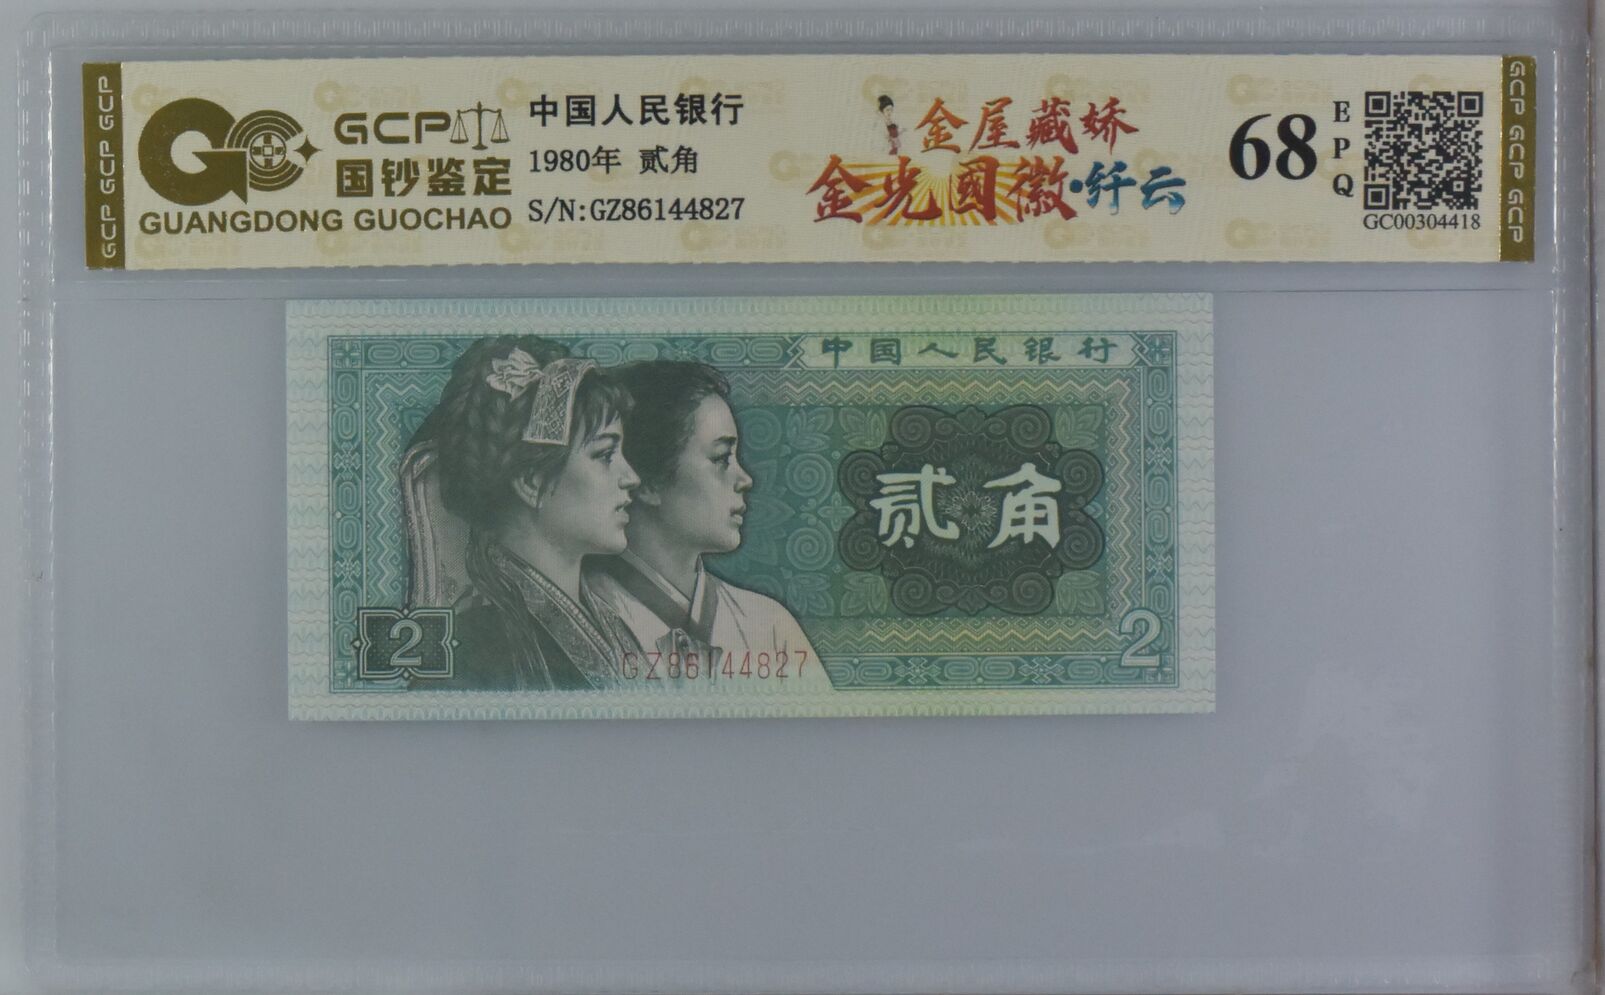 GCP GCP GCP
GCP
国钞鉴定
GUANGDONG GUOCHAO
中国人民银行
1980年 贰角
S/N:GZ86144827
金屋藏娇
金光國徽·纤云
68
EPQ
GC00304418
GCP GCP GCP
中国人民银行
贰角
2
2
GZ86144827